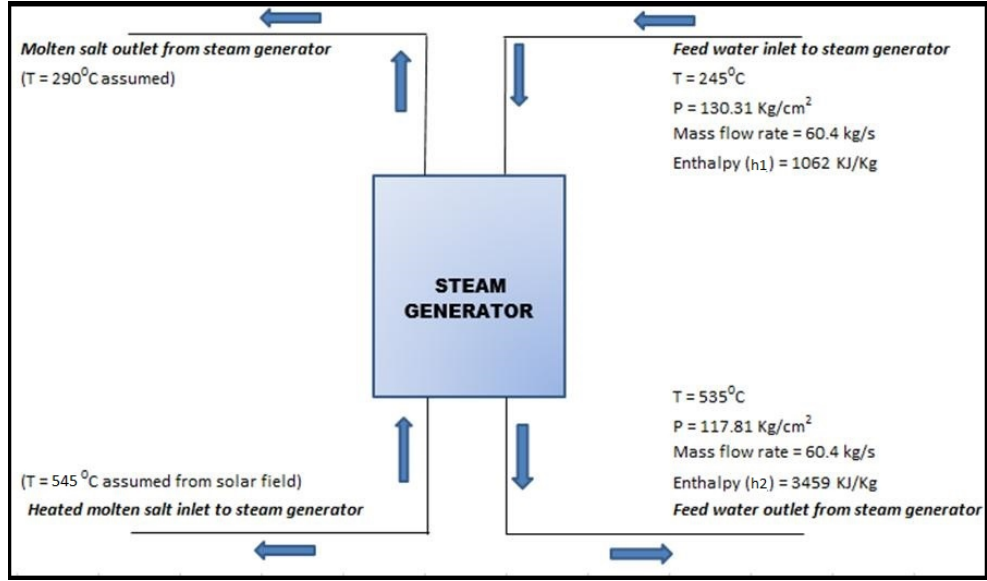 Molten salt outlet from steam generator
(T = 290⁰C assumed)
Feed water inlet to steam generator
T = 245⁰C
P = 130.31 Kg/cm²
Mass flow rate = 60.4 kg/s
Enthalpy (h1) = 1062 KJ/Kg
STEAM
GENERATOR
(T = 545 ⁰C assumed from solar field)
Heated molten salt inlet to steam generator
T = 535⁰C
P = 117.81 Kg/cm²
Mass flow rate = 60.4 kg/s
Enthalpy (h2) = 3459 KJ/Kg
Feed water outlet from steam generator